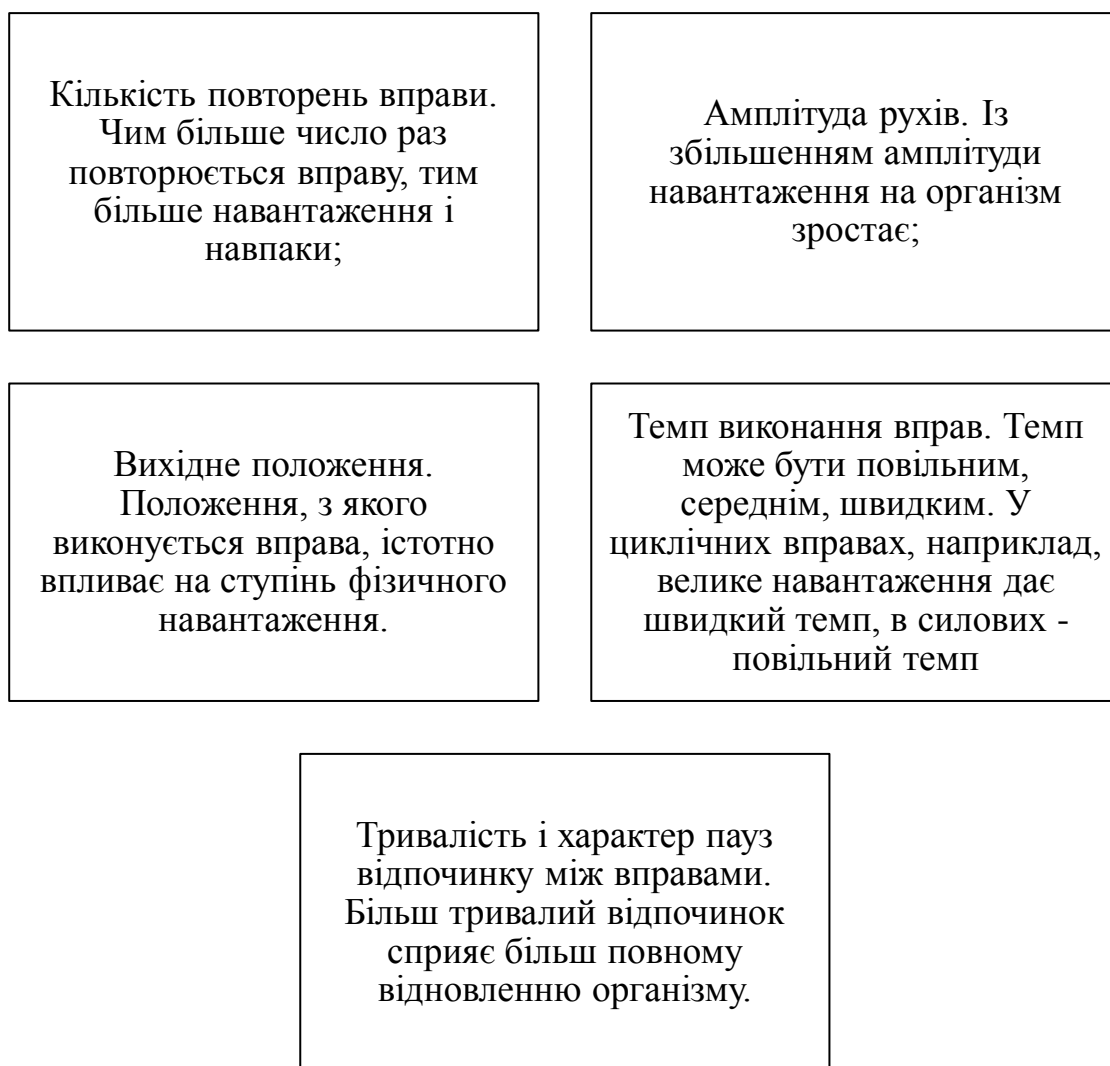 Кількість повторень вправи.
Чим більше число раз
повторюється вправу, тим
більше навантаження і
навпаки;
Амплітуда рухів. Із
збільшенням амплітуди
навантаження на організм
зростає;
Вихідне положення.
Положення, з якого
виконується вправа, істотно
впливає на ступінь фізичного
навантаження.
Темп виконання вправ. Темп
може бути повільним,
середнім, швидким. У
циклічних вправах, наприклад,
велике навантаження дає
швидкий темп, в силових -
повільний темп
Тривалість і характер пауз
відпочинку між вправами.
Більш тривалий відпочинок
сприяє більш повному
відновленню організму.